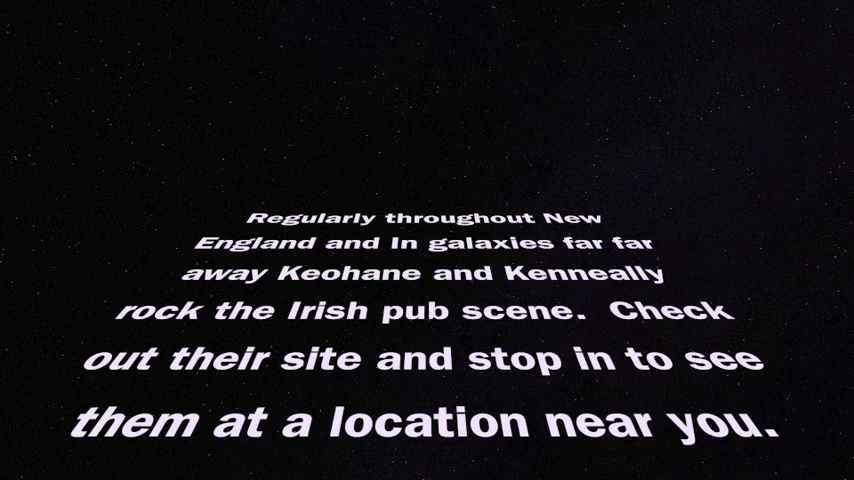 Regularly throughout New
England and In galaxies far far
away Keohane and Kenneally
rock the Irish pub scene.  Check
out their site and stop in to see
them at a location near you.